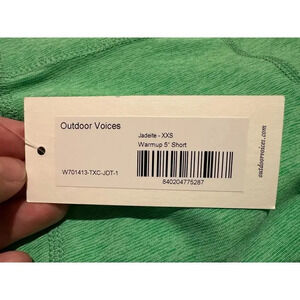 Outdoor Voices
Jadeite - XXS
Warmup 5" Short
W701413-TXC-JDT-1
840204775287
outdoorvoices.com